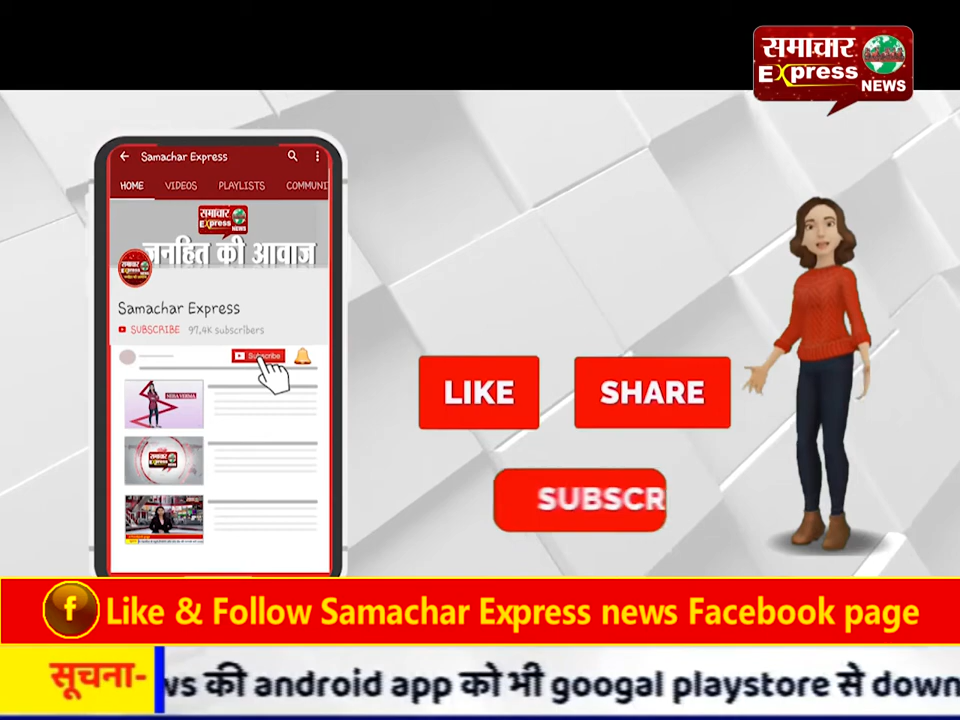 समाचार
Express
NEWS
Samachar Express
HOME VIDEOS PLAYLISTS COMMUNI
समाचार
Express
NEWS
जनहित की आवाज
Samachar Express
SUBSCRIBE 97.4K subscribers
Subscribe
LIKE
SHARE
SUBSCR
Like & Follow Samachar Express news Facebook page
सूचना- ws की android app को भी googal playstore से down